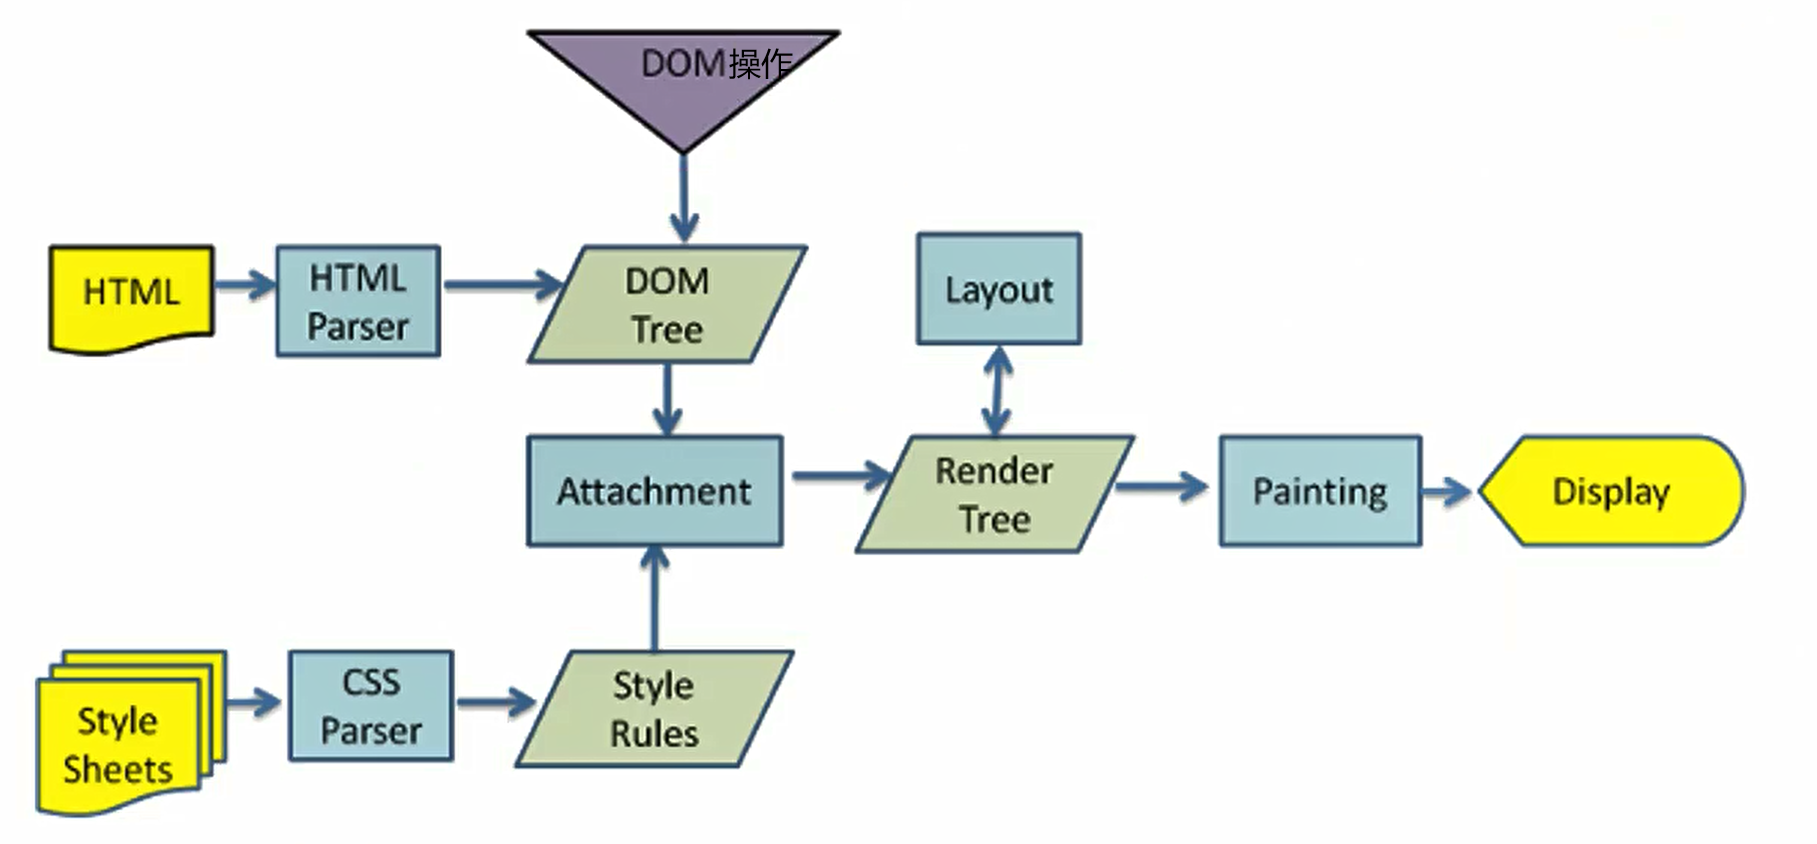 DOM操作
HTML
HTML
Parser
DOM
Tree
Layout
Attachment
Render
Tree
Painting
Display
Style
Sheets
CSS
Parser
Style
Rules